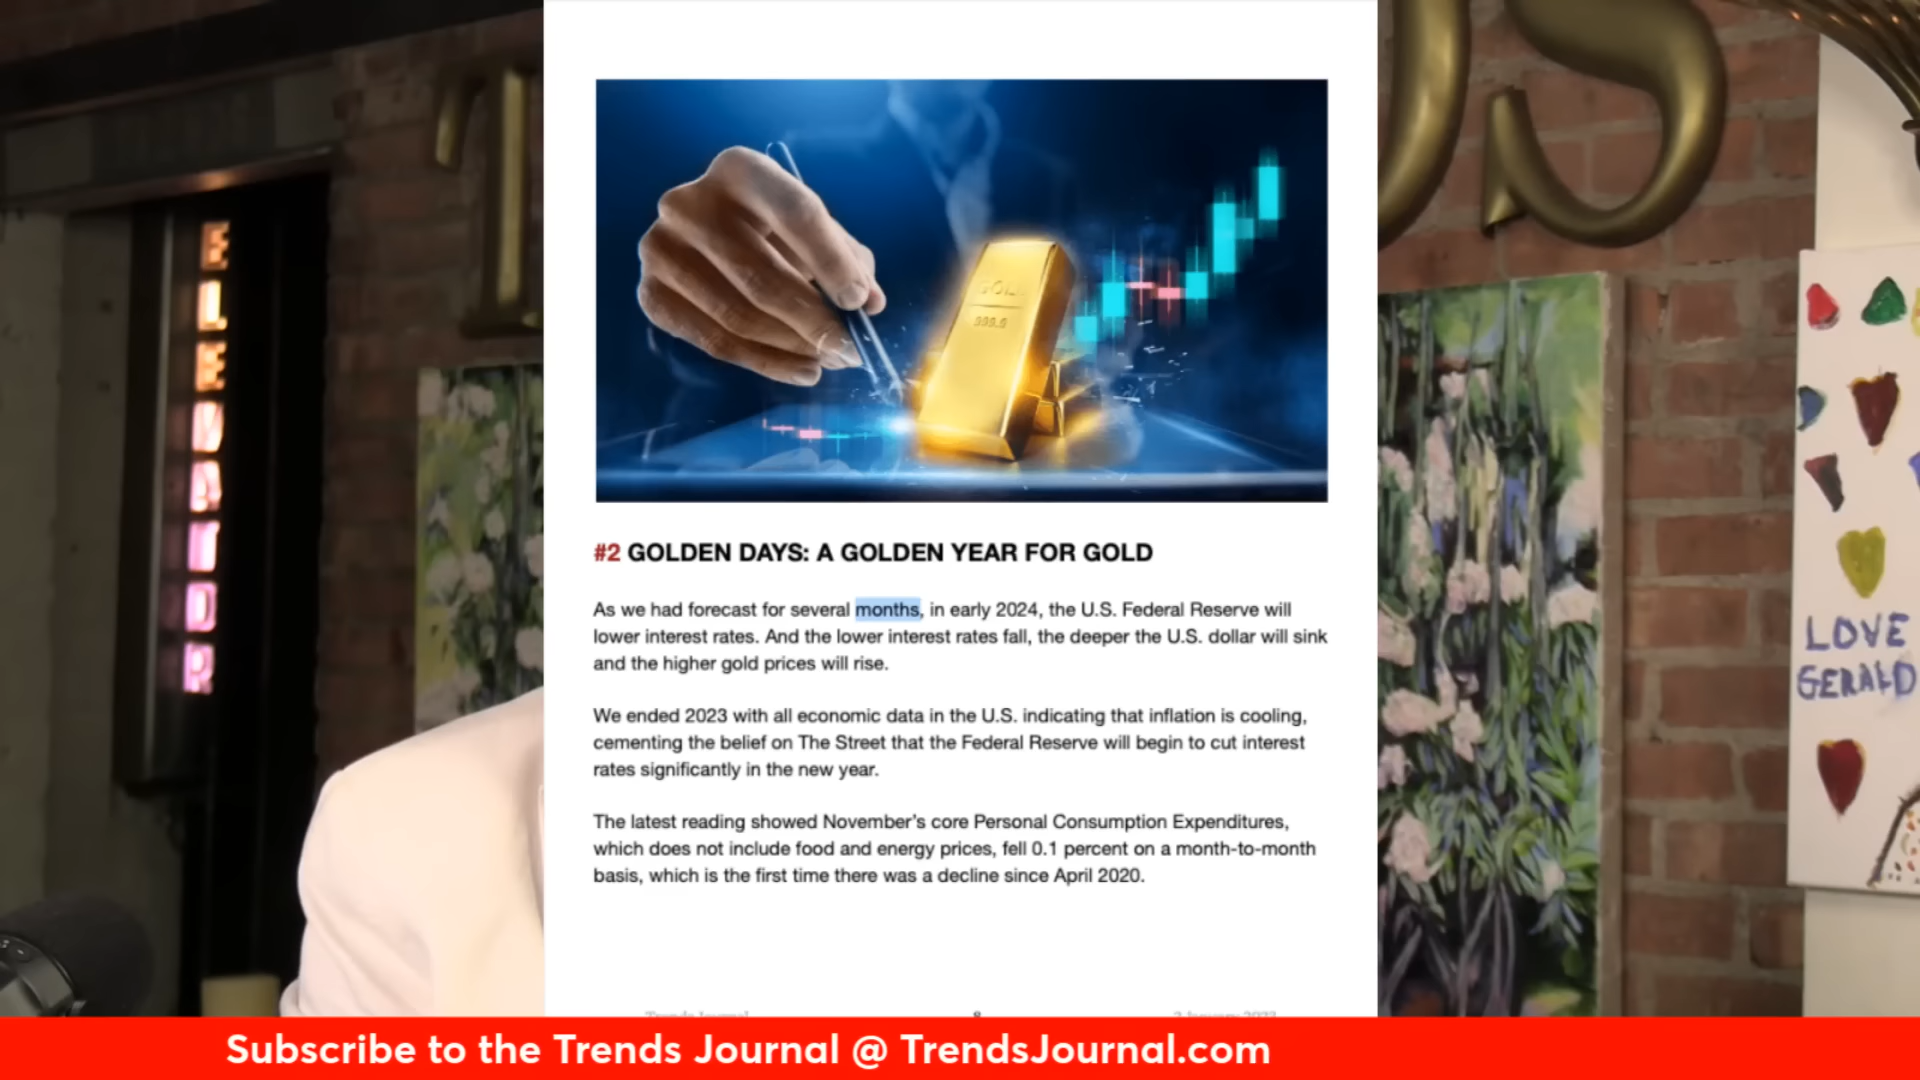 ELEVATOR
GOLD
999.9
#2 GOLDEN DAYS: A GOLDEN YEAR FOR GOLD
As we had forecast for several months, in early 2024, the U.S. Federal Reserve will
lower interest rates. And the lower interest rates fall, the deeper the U.S. dollar will sink
and the higher gold prices will rise.
We ended 2023 with all economic data in the U.S. indicating that inflation is cooling,
cementing the belief on The Street that the Federal Reserve will begin to cut interest
rates significantly in the new year.
The latest reading showed November's core Personal Consumption Expenditures,
which does not include food and energy prices, fell 0.1 percent on a month-to-month
basis, which is the first time there was a decline since April 2020.
LOVE
GERALD
Subscribe to the Trends Journal @ TrendsJournal.com